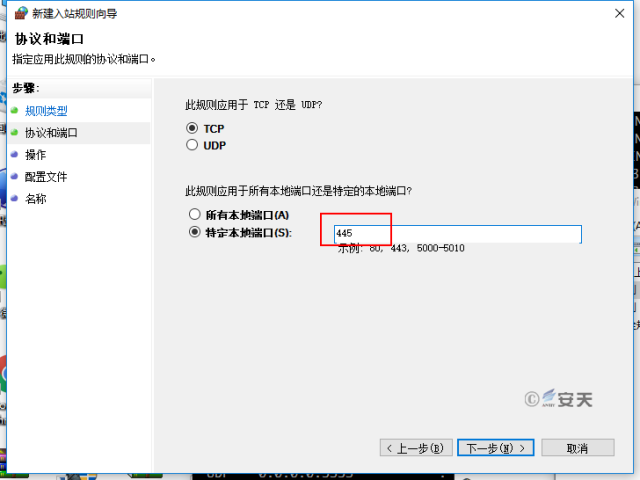 新建入站规则向导
协议和端口
指定应用此规则的协议和端口。
步骤:
规则类型
协议和端口
操作
配置文件
名称
此规则应用于 TCP 还是 UDP?
TCP
UDP
此规则应用于所有本地端口还是特定的本地端口?
所有本地端口(A)
特定本地端口(S):
445
示例: 80, 443, 5000-5010
©安天
<上一步(B)
下一步(N) >
取消